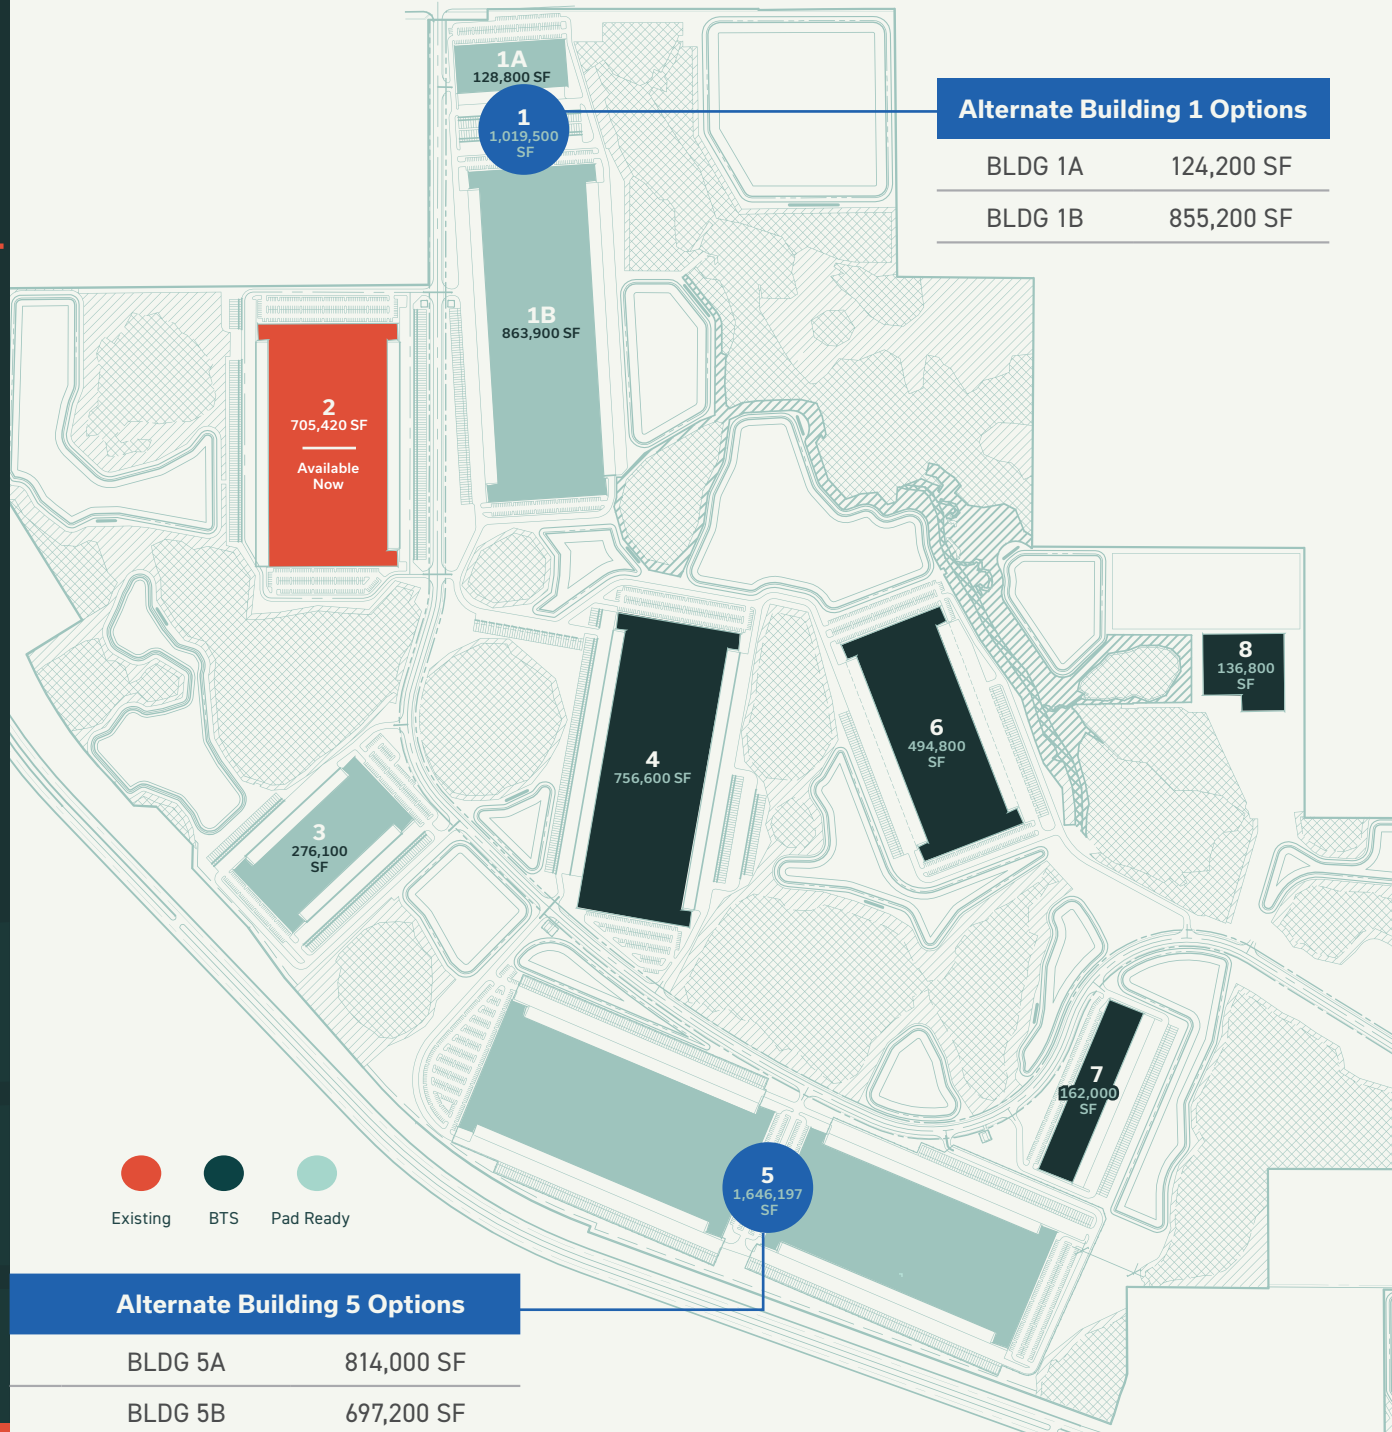 1A
128,800 SF
1
1,019,500
SF
Alternate Building 1 Options
BLDG 1A 124,200 SF
BLDG 1B 855,200 SF
1B
863,900 SF
2
705,420 SF
Available
Now
8
136,800
SF
6
494,800
SF
4
756,600 SF
3
276,100
SF
7
162,000
SF
5
1,646,197
SF
Existing BTS Pad Ready
Alternate Building 5 Options
BLDG 5A 814,000 SF
BLDG 5B 697,200 SF